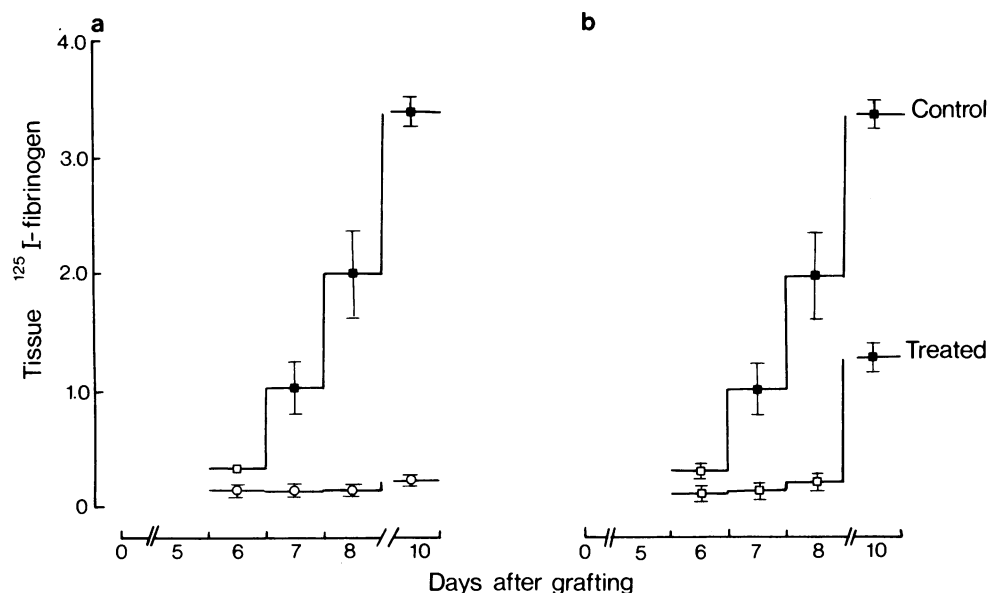 a
b
4.0
3.0
2.0
1.0
0
Tissue ¹²⁵I-fibrinogen
Control
Treated
0 5 6 7 8 10
0 5 6 7 8 10
Days after grafting